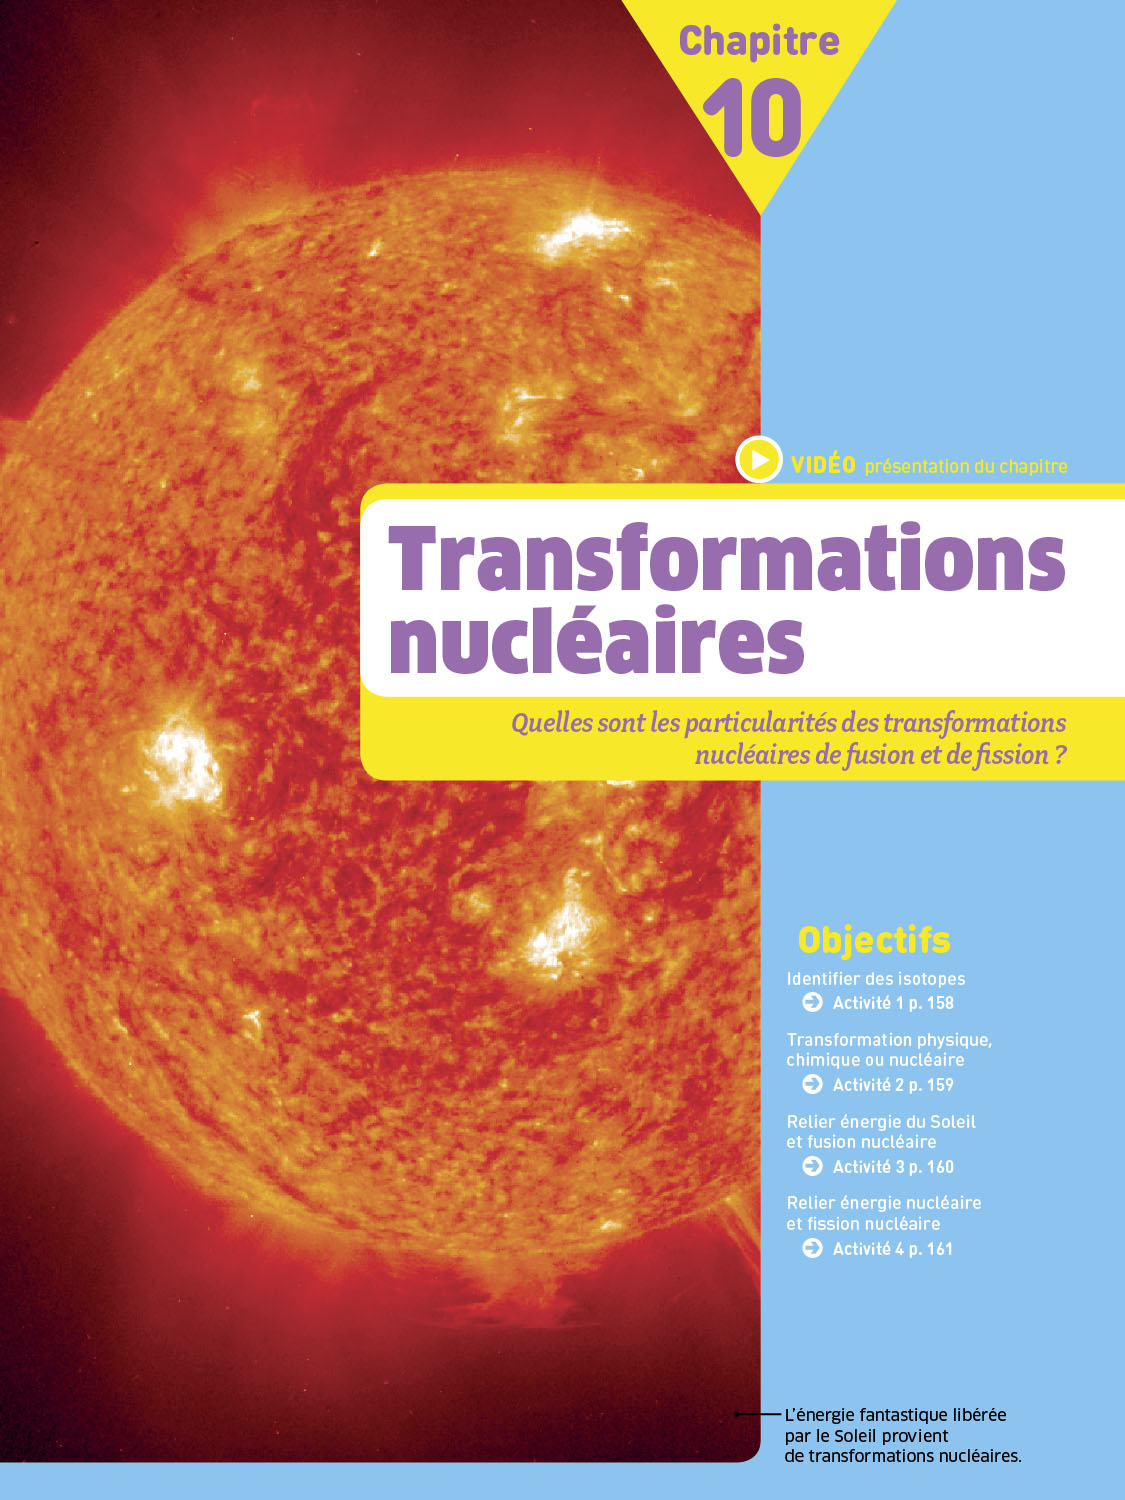 Chapitre
10
VIDÉO présentation du chapitre
Transformations
nucléaires
Quelles sont les particularités des transformations
nucléaires de fusion et de fission ?
Objectifs
Identifier des isotopes
Activité 1 p. 158
Transformation physique,
chimique ou nucléaire
Activité 2 p. 159
Relier énergie du Soleil
et fusion nucléaire
Activité 3 p. 160
Relier énergie nucléaire
et fission nucléaire
Activité 4 p. 161
L'énergie fantastique libérée
par le Soleil provient
de transformations nucléaires.